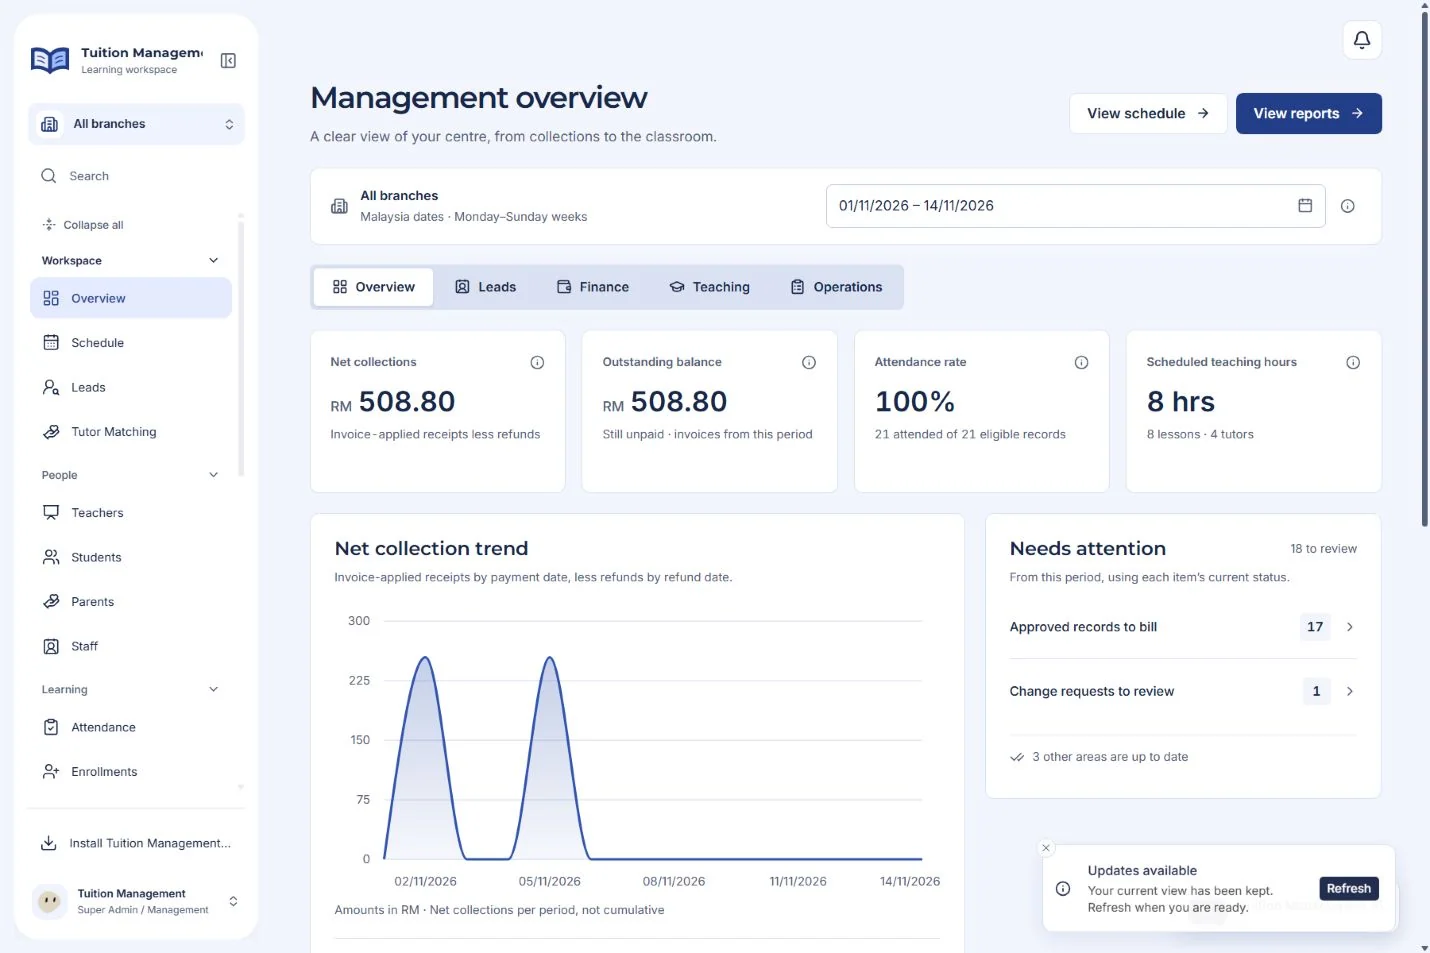 Tuition Managem
Learning workspace
All branches
Search
Collapse all
Workspace
Overview
Schedule
Leads
Tutor Matching
People
Teachers
Students
Parents
Staff
Learning
Attendance
Enrollments
Install Tuition Management...
Tuition Management
Super Admin / Management
Management overview
A clear view of your centre, from collections to the classroom.
View schedule
View reports
All branches
Malaysia dates · Monday–Sunday weeks
01/11/2026 – 14/11/2026
Overview
Leads
Finance
Teaching
Operations
Net collections
RM 508.80
Invoice-applied receipts less refunds
Outstanding balance
RM 508.80
Still unpaid · invoices from this period
Attendance rate
100%
21 attended of 21 eligible records
Scheduled teaching hours
8 hrs
8 lessons · 4 tutors
Net collection trend
Invoice-applied receipts by payment date, less refunds by refund date.
300
225
150
75
0
02/11/2026
05/11/2026
08/11/2026
11/11/2026
14/11/2026
Amounts in RM · Net collections per period, not cumulative
Needs attention
18 to review
From this period, using each item’s current status.
Approved records to bill
17
Change requests to review
1
3 other areas are up to date
Updates available
Your current view has been kept.
Refresh when you are ready.
Refresh